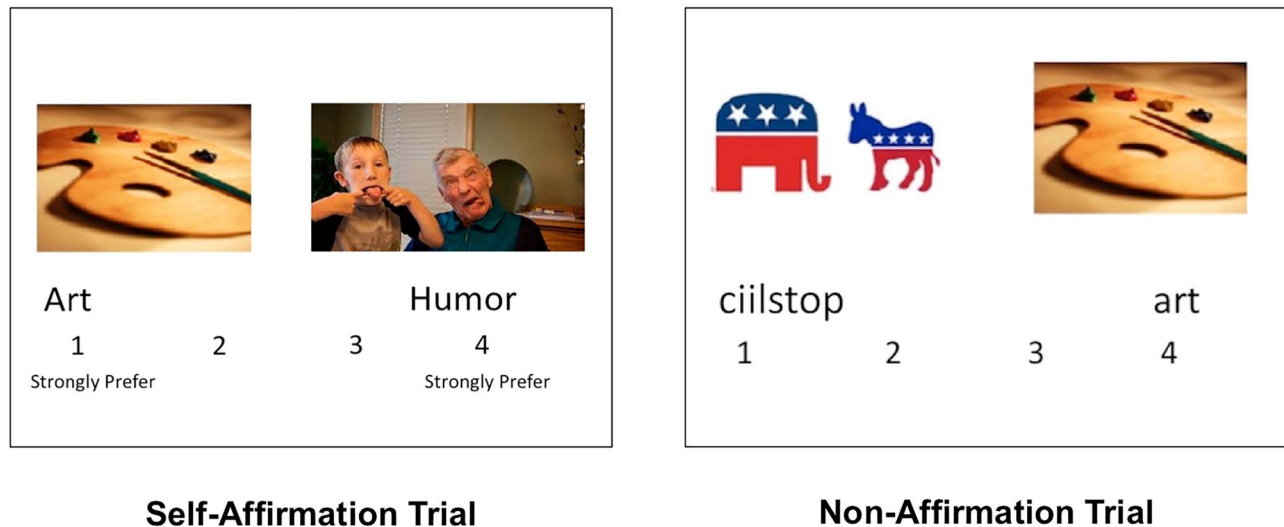 Art Humor
1 2 3 4
Strongly Prefer Strongly Prefer
Self-Affirmation Trial
ciilstop art
1 2 3 4
Non-Affirmation Trial